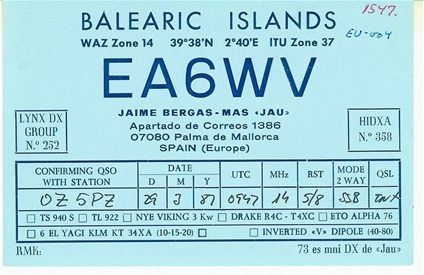 1547.
BALEARIC ISLANDS
EU-004
WAZ Zone 14 39°38'N 2°40'E ITU Zone 37
EA6WV
JAIME BERGAS-MAS «JAU»
Apartado de Correos 1386
07080 Palma de Mallorca
SPAIN (Europe)
LYNX DX
GROUP
N.º 252
HIDXA
N.º 358
CONFIRMING QSO WITH STATION DATE D M Y UTC MHz RST MODE 2 WAY QSL
OZ 5PZ 29 3 87 0947 14 5/8 SSB TNX
TS 940 S TL 922 NYE VIKING 3 Kw DRAKE R4C - T4XC ETO ALPHA 76
6 EL YAGI KLM KT 34XA (10-15-20) INVERTED «V» DIPOLE (40-80)
RMK: 73 es mni DX de «Jau»